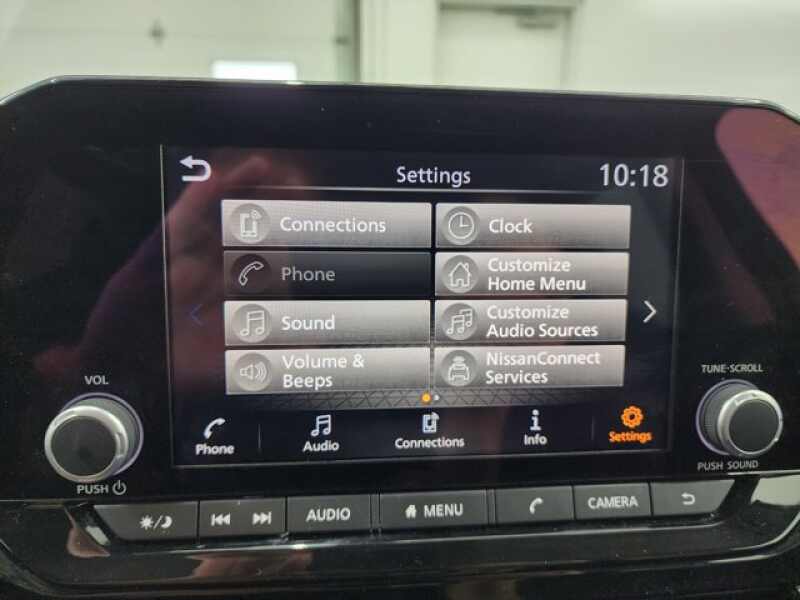 Settings
10:18
Connections
Clock
Phone
Customize
Home Menu
Sound
Customize
Audio Sources
Volume &
Beeps
NissanConnect
Services
Phone
Audio
Connections
Info
Settings
VOL
PUSH
TUNE·SCROLL
PUSH SOUND
AUDIO
MENU
CAMERA